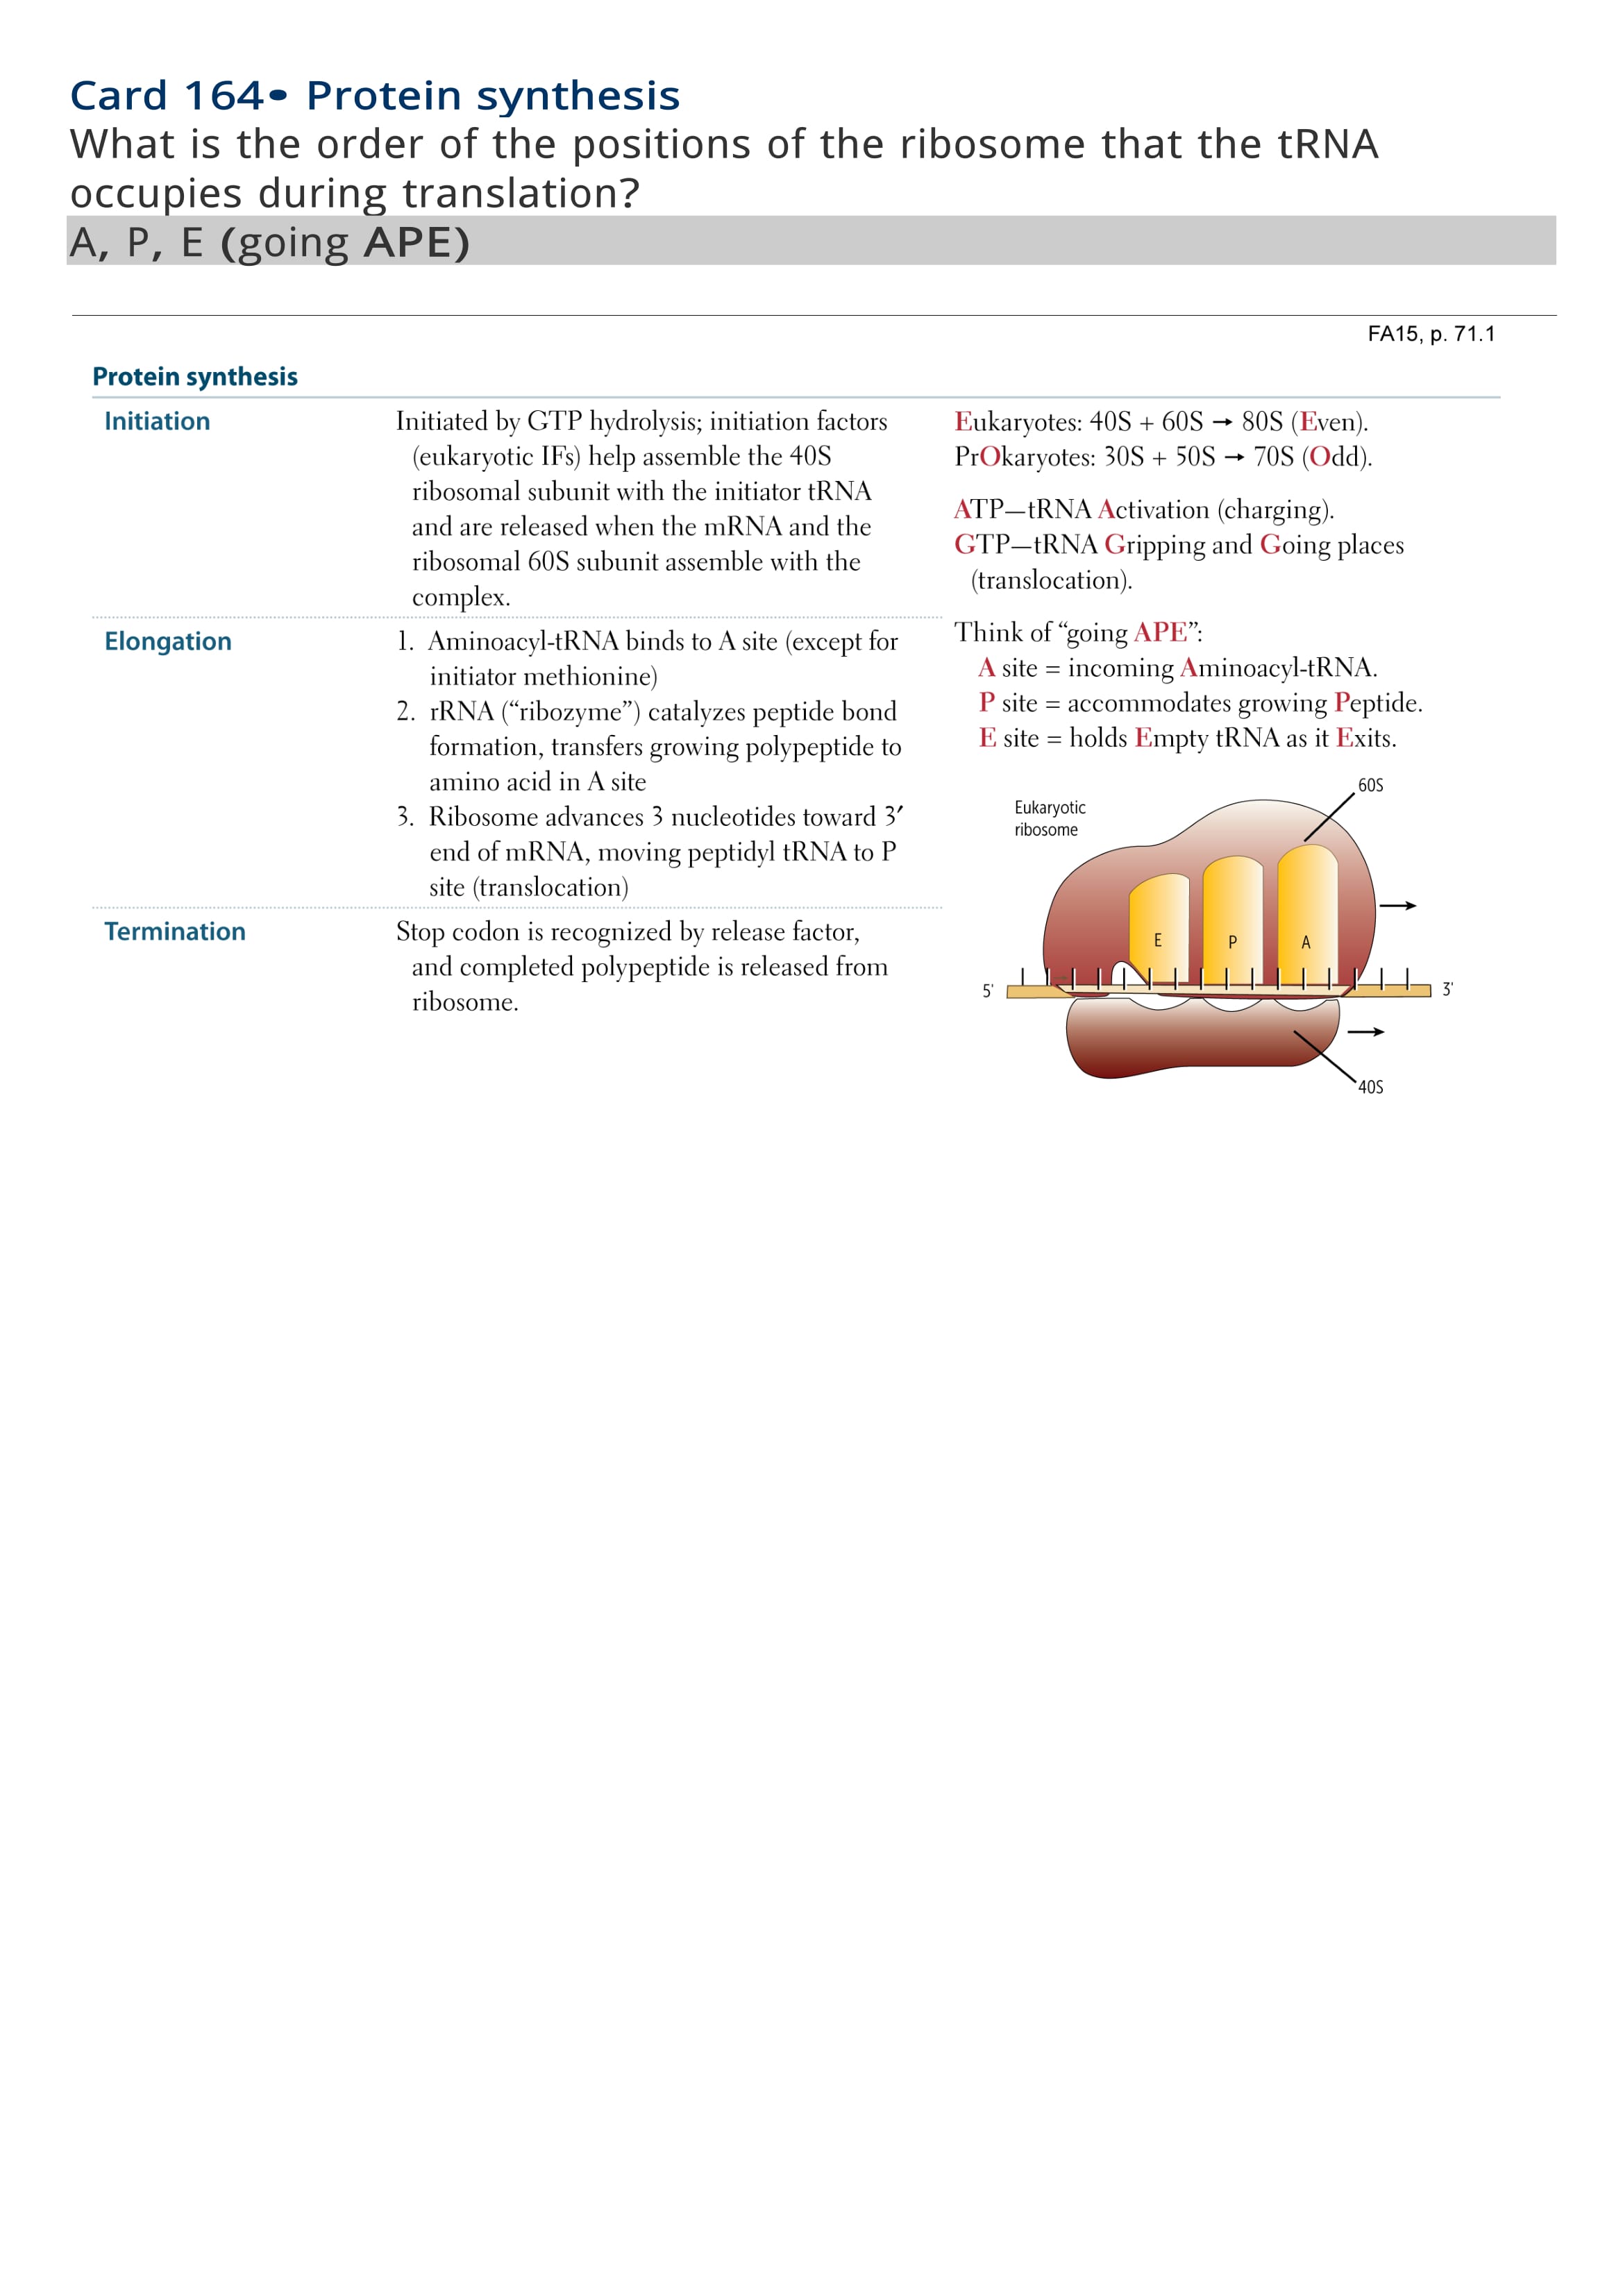 Card 164• Protein synthesis
What is the order of the positions of the ribosome that the tRNA
occupies during translation?
A, P, E (going APE)
FA15, p. 71.1
Protein synthesis
Initiation
Initiated by GTP hydrolysis; initiation factors
(eukaryotic IFs) help assemble the 40S
ribosomal subunit with the initiator tRNA
and are released when the mRNA and the
ribosomal 60S subunit assemble with the
complex.
Eukaryotes: 40S + 60S → 80S (Even).
PrOkaryotes: 30S + 50S → 70S (Odd).
ATP—tRNA Activation (charging).
GTP—tRNA Gripping and Going places
(translocation).
Elongation
1. Aminoacyl-tRNA binds to A site (except for
initiator methionine)
2. rRNA (“ribozyme”) catalyzes peptide bond
formation, transfers growing polypeptide to
amino acid in A site
3. Ribosome advances 3 nucleotides toward 3′
end of mRNA, moving peptidyl tRNA to P
site (translocation)
Think of “going APE”:
A site = incoming Aminoacyl-tRNA.
P site = accommodates growing Peptide.
E site = holds Empty tRNA as it Exits.
Termination
Stop codon is recognized by release factor,
and completed polypeptide is released from
ribosome.
60S
Eukaryotic
ribosome
E P A
5' 3'
40S